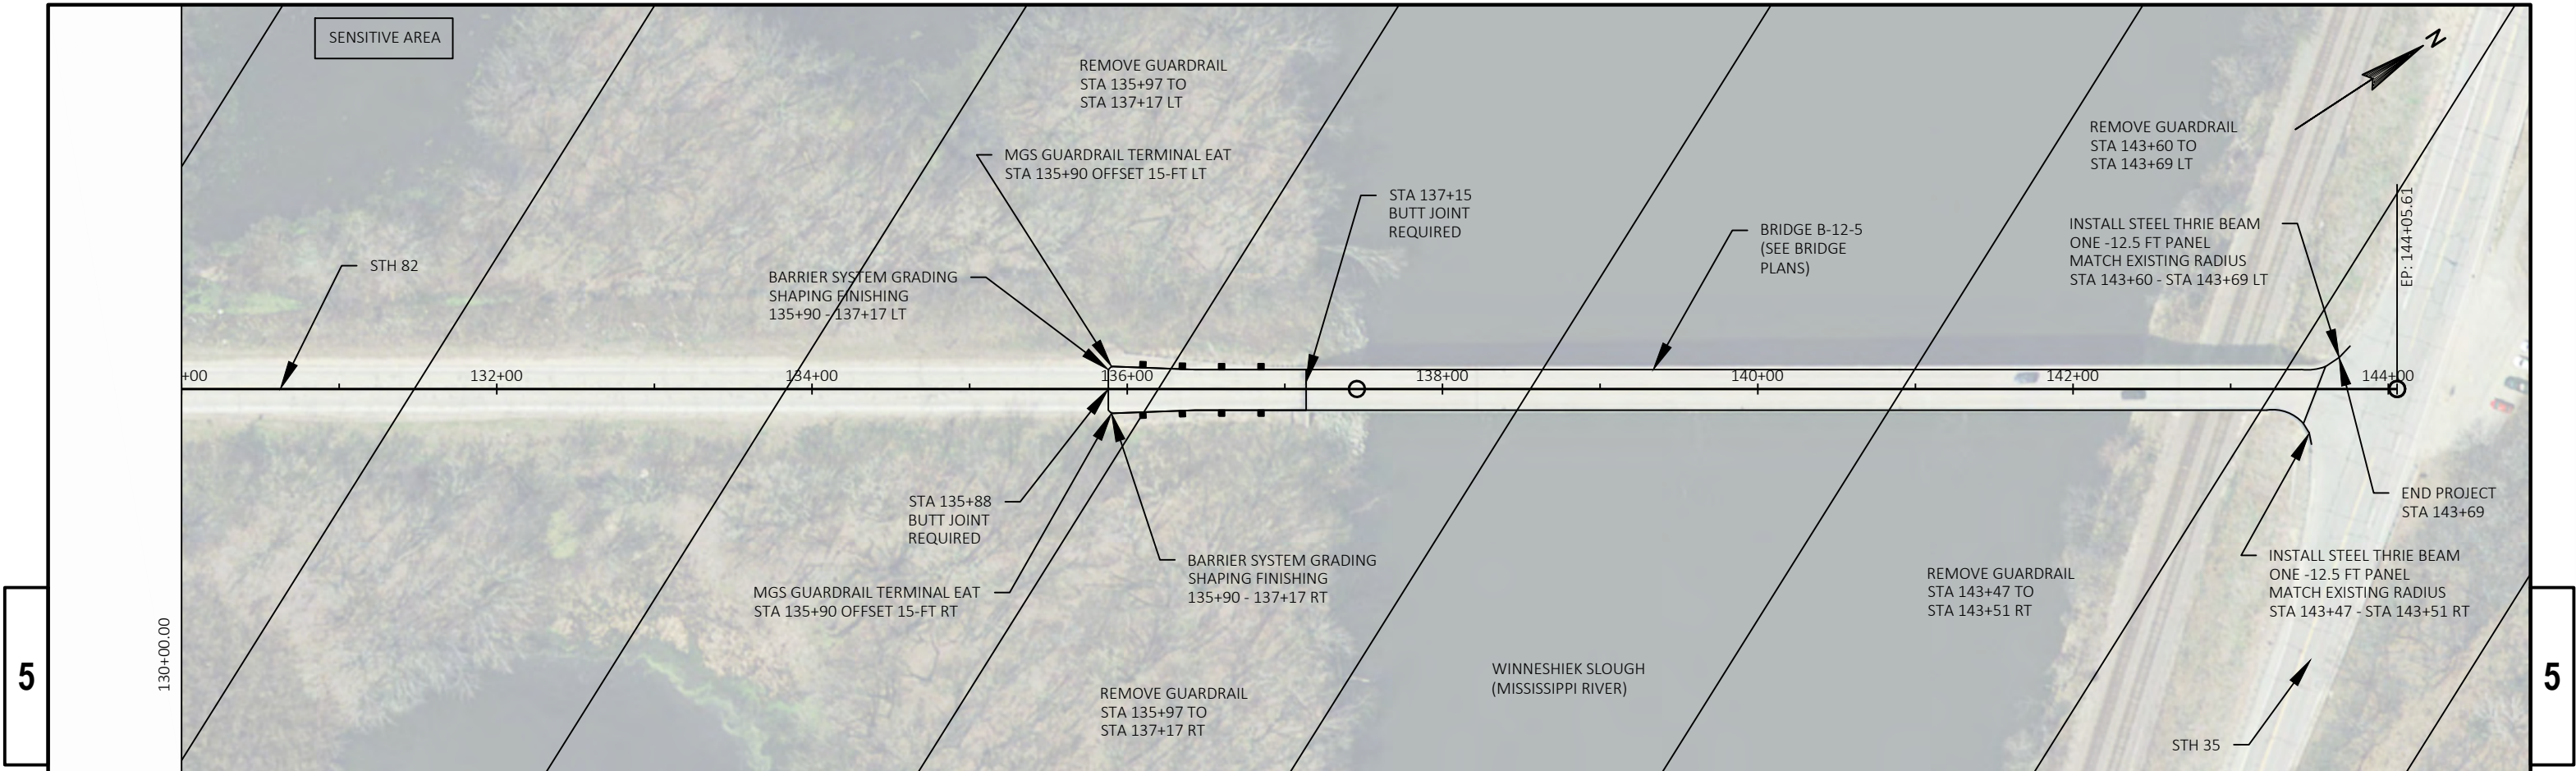 SENSITIVE AREA
REMOVE GUARDRAIL
STA 135+97 TO
STA 137+17 LT
MGS GUARDRAIL TERMINAL EAT
STA 135+90 OFFSET 15-FT LT
STA 137+15
BUTT JOINT
REQUIRED
BRIDGE B-12-5
(SEE BRIDGE
PLANS)
REMOVE GUARDRAIL
STA 143+60 TO
STA 143+69 LT
N
INSTALL STEEL THRIE BEAM
ONE -12.5 FT PANEL
MATCH EXISTING RADIUS
STA 143+60 - STA 143+69 LT
EP: 144+05.61
STH 82
BARRIER SYSTEM GRADING
SHAPING FINISHING
135+90 - 137+17 LT
+00
132+00
134+00
136+00
138+00
140+00
142+00
144+00
STA 135+88
BUTT JOINT
REQUIRED
MGS GUARDRAIL TERMINAL EAT
STA 135+90 OFFSET 15-FT RT
BARRIER SYSTEM GRADING
SHAPING FINISHING
135+90 - 137+17 RT
REMOVE GUARDRAIL
STA 135+97 TO
STA 137+17 RT
WINNESHIEK SLOUGH
(MISSISSIPPI RIVER)
REMOVE GUARDRAIL
STA 143+47 TO
STA 143+51 RT
END PROJECT
STA 143+69
INSTALL STEEL THRIE BEAM
ONE -12.5 FT PANEL
MATCH EXISTING RADIUS
STA 143+47 - STA 143+51 RT
STH 35
130+00.00
5
5